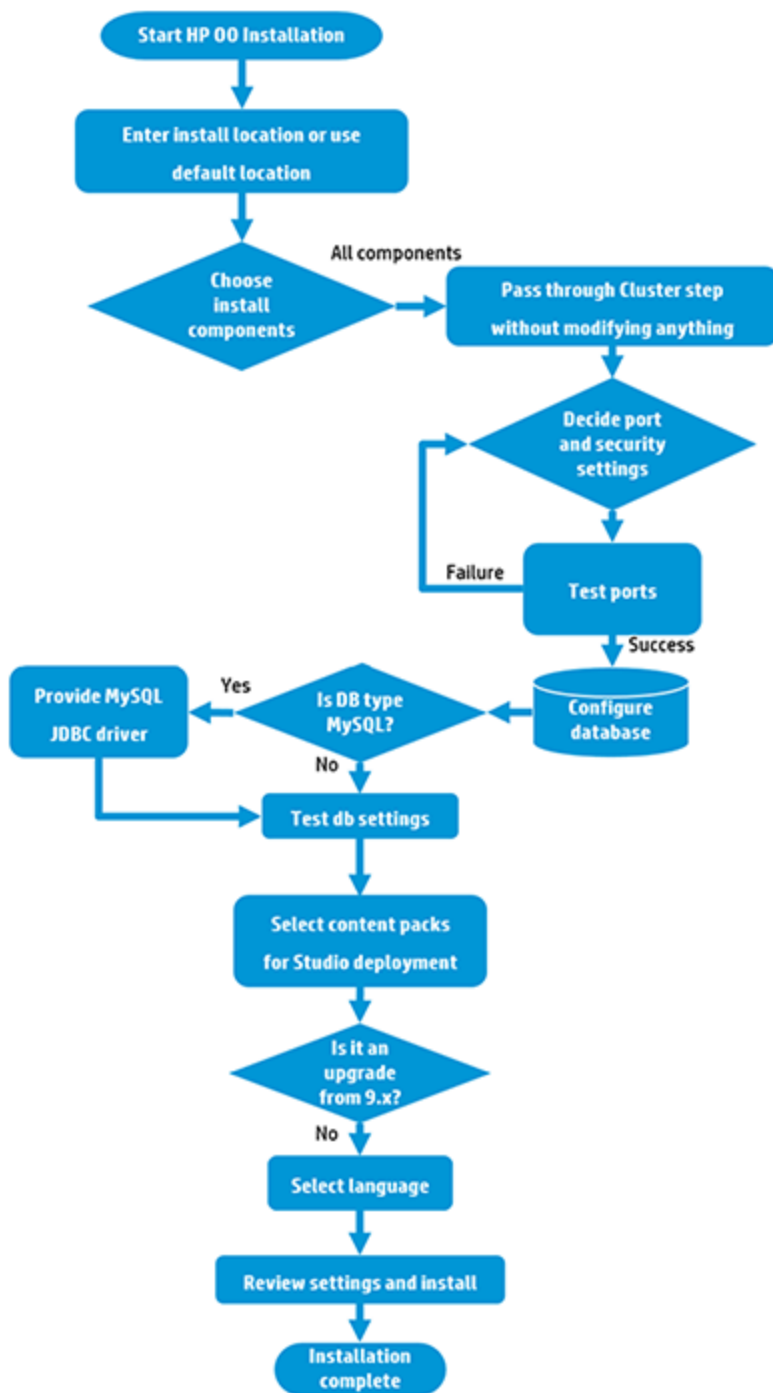 Start HP OO Installation
Enter install location or use
default location
Choose
install
components
All components
Pass through Cluster step
without modifying anything
Decide port
and security
settings
Failure
Test ports
Success
Configure
database
Is DB type
MySQL?
Yes
Provide MySQL
JDBC driver
No
Test db settings
Select content packs
for Studio deployment
Is it an
upgrade
from 9.x?
No
Select language
Review settings and install
Installation
complete